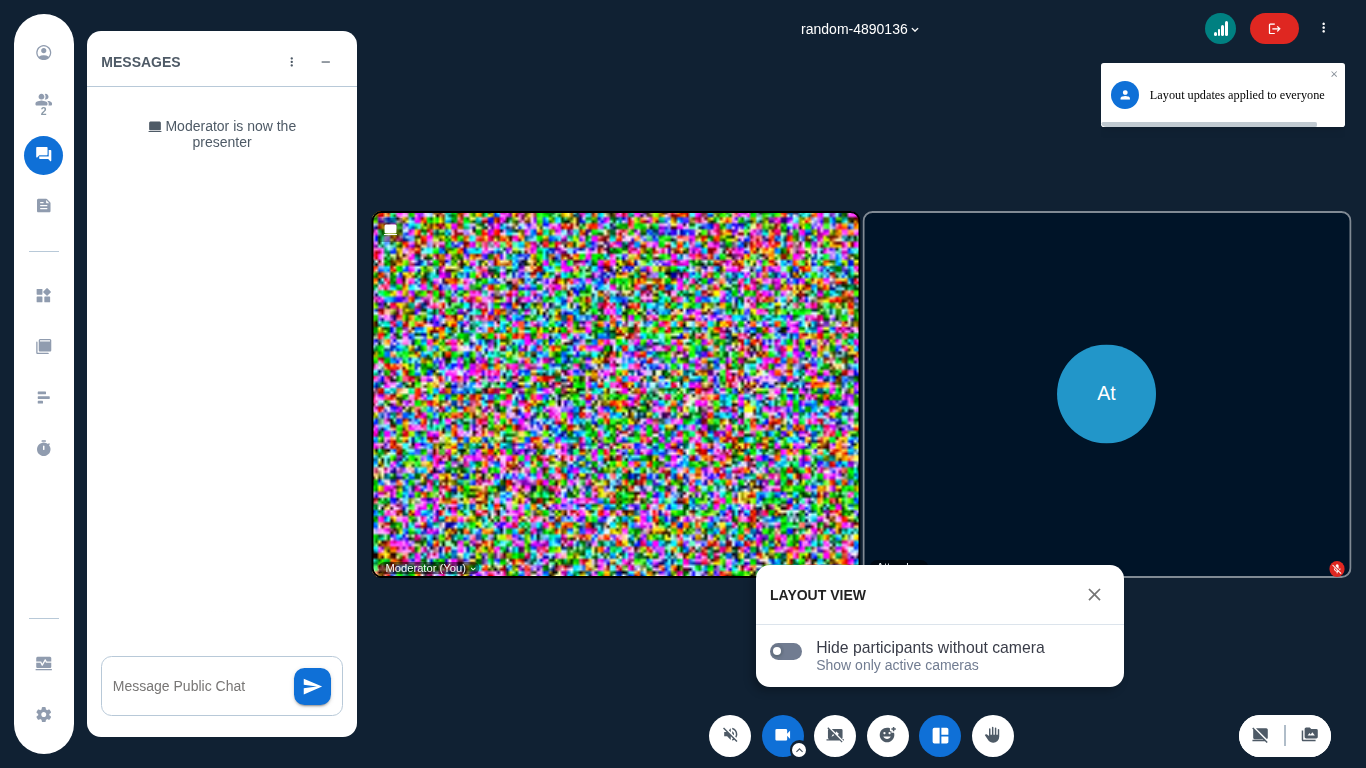 random-4890136
MESSAGES
2
Layout updates applied to everyone
Moderator is now the
presenter
At
Moderator (You)
LAYOUT VIEW
Hide participants without camera
Show only active cameras
Message Public Chat